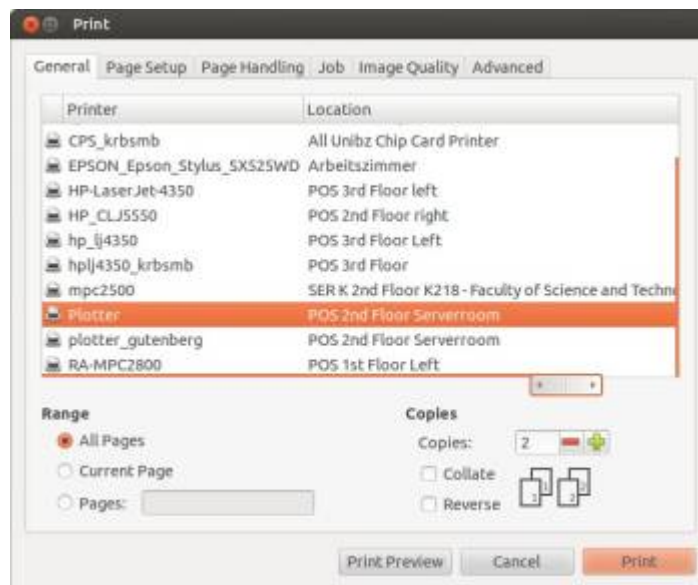 Print
General Page Setup Page Handling Job Image Quality Advanced
Printer Location
CPS_krbsmb All Unibz Chip Card Printer
EPSON_Epson_Stylus_SX525WD Arbeitszimmer
HP-LaserJet-4350 POS 3rd Floor left
HP_CLJ5550 POS 2nd Floor right
hp_lj4350 POS 3rd Floor Left
hplj4350_krbsmb POS 3rd Floor
mpc2500 SER K 2nd Floor K218 - Faculty of Science and Techn
Plotter POS 2nd Floor Serverroom
plotter_gutenberg POS 2nd Floor Serverroom
RA-MPC2800 POS 1st Floor Left
Range Copies
All Pages Copies: 2
Current Page Collate
Pages: Reverse
1 1 2 2
Print Preview Cancel Print